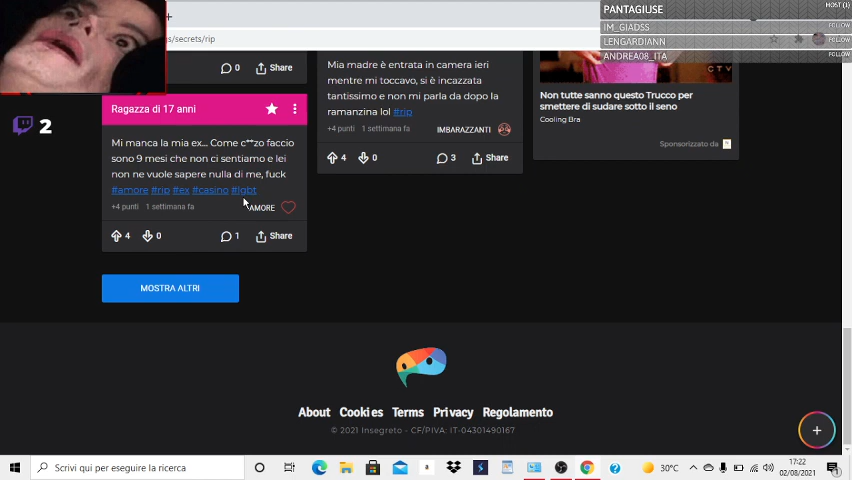 PANTAGIUSE
HOST (1)
IM_GIADSS
FOLLOW
LENGARDIANN
FOLLOW
ANDREA08_ITA
FOLLOW
s/secrets/rip
0 Share
2
Ragazza di 17 anni
Mi manca la mia ex... Come c**zo faccio
sono 9 mesi che non ci sentiamo e lei
non ne vuole sapere nulla di me, fuck
#amore #rip #ex #casino #lgbt
+4 punti 1 settimana fa AMORE
4 0 1 Share
MOSTRA ALTRI
Mia madre è entrata in camera ieri
mentre mi toccavo, si è incazzata
tantissimo e non mi parla da dopo la
ramanzina lol #rip
+4 punti 1 settimana fa IMBARAZZANTI
4 0 3 Share
CTV
Non tutte sanno questo Trucco per
smettere di sudare sotto il seno
Cooling Bra
Sponsorizzato da
About Cookies Terms Privacy Regolamento
© 2021 Insegreto - CF/PIVA: IT-04301490167
+
Scrivi qui per eseguire la ricerca
30°C
17:22
02/08/2021